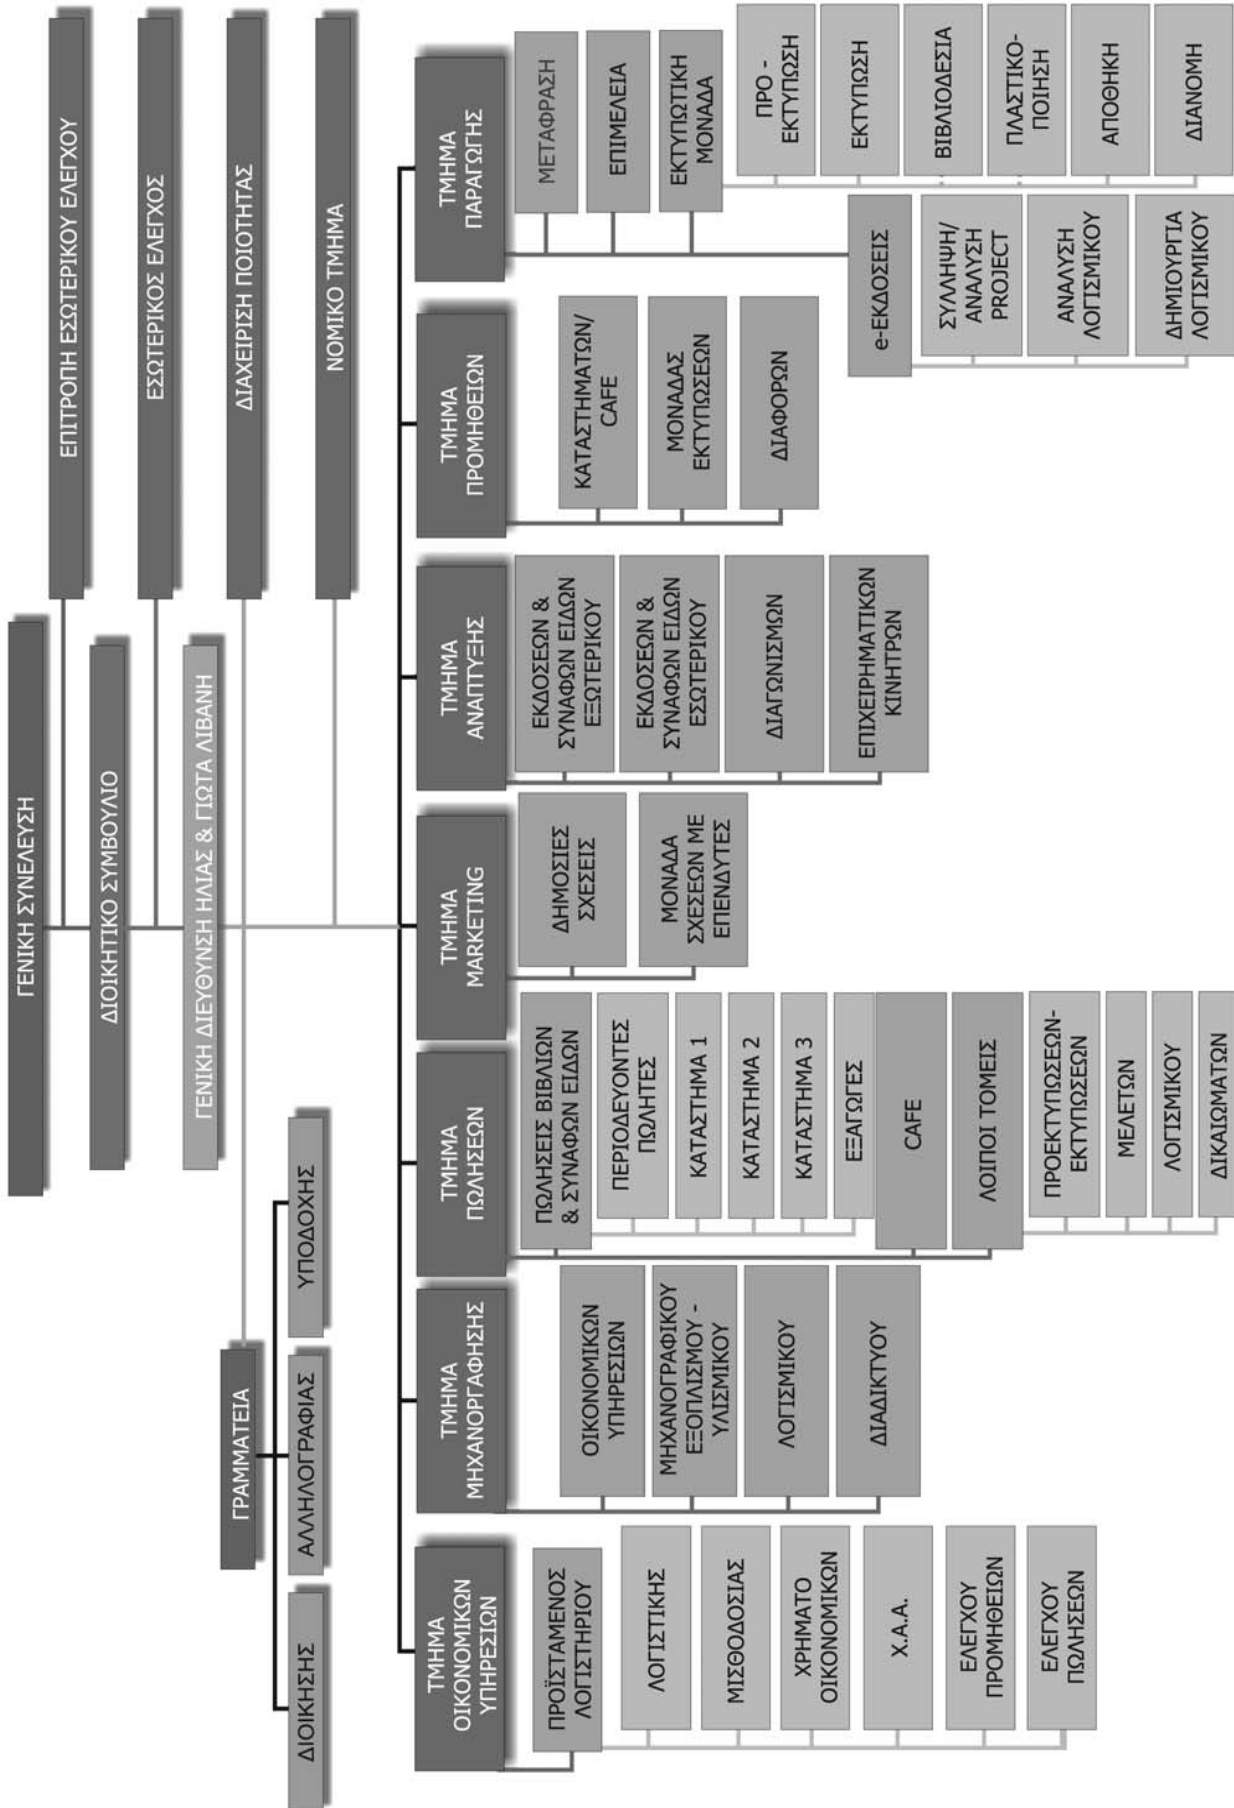 ΓΕΝΙΚΗ ΣΥΝΕΛΕΥΣΗ
ΕΠΙΤΡΟΠΗ ΕΣΩΤΕΡΙΚΟΥ ΕΛΕΓΧΟΥ
ΔΙΟΙΚΗΤΙΚΟ ΣΥΜΒΟΥΛΙΟ
ΕΣΩΤΕΡΙΚΟΣ ΕΛΕΓΧΟΣ
ΓΕΝΙΚΗ ΔΙΕΥΘΥΝΣΗ ΗΛΙΑΣ & ΓΙΩΤΑ ΛΙΒΑΝΗ
ΔΙΑΧΕΙΡΙΣΗ ΠΟΙΟΤΗΤΑΣ
ΓΡΑΜΜΑΤΕΙΑ
ΔΙΟΙΚΗΣΗΣ
ΑΛΛΗΛΟΓΡΑΦΙΑΣ
ΥΠΟΔΟΧΗΣ
ΝΟΜΙΚΟ ΤΜΗΜΑ
ΤΜΗΜΑ
ΟΙΚΟΝΟΜΙΚΩΝ
ΥΠΗΡΕΣΙΩΝ
ΠΡΟΪΣΤΑΜΕΝΟΣ
ΛΟΓΙΣΤΗΡΙΟΥ
ΛΟΓΙΣΤΙΚΗΣ
ΜΙΣΘΟΔΟΣΙΑΣ
ΧΡΗΜΑΤΟ
ΟΙΚΟΝΟΜΙΚΩΝ
Χ.Α.Α.
ΕΛΕΓΧΟΥ
ΠΡΟΜΗΘΕΙΩΝ
ΕΛΕΓΧΟΥ
ΠΩΛΗΣΕΩΝ
ΤΜΗΜΑ
ΜΗΧΑΝΟΡΓΑΦΗΣΗΣ
ΟΙΚΟΝΟΜΙΚΩΝ
ΥΠΗΡΕΣΙΩΝ
ΜΗΧΑΝΟΓΡΑΦΙΚΟΥ
ΕΞΟΠΛΙΣΜΟΥ -
ΥΛΙΣΜΙΚΟΥ
ΛΟΓΙΣΜΙΚΟΥ
ΔΙΑΔΙΚΤΥΟΥ
ΤΜΗΜΑ
ΠΩΛΗΣΕΩΝ
ΠΩΛΗΣΕΙΣ ΒΙΒΛΙΩΝ
& ΣΥΝΑΦΩΝ ΕΙΔΩΝ
ΠΕΡΙΟΔΕΥΟΝΤΕΣ
ΠΩΛΗΤΕΣ
ΚΑΤΑΣΤΗΜΑ 1
ΚΑΤΑΣΤΗΜΑ 2
ΚΑΤΑΣΤΗΜΑ 3
ΕΞΑΓΩΓΕΣ
CAFE
ΛΟΙΠΟΙ ΤΟΜΕΙΣ
ΠΡΟΕΚΤΥΠΩΣΕΩΝ-
ΕΚΤΥΠΩΣΕΩΝ
ΜΕΛΕΤΩΝ
ΛΟΓΙΣΜΙΚΟΥ
ΔΙΚΑΙΩΜΑΤΩΝ
ΤΜΗΜΑ
MARKETING
ΔΗΜΟΣΙΕΣ
ΣΧΕΣΕΙΣ
ΜΟΝΑΔΑ
ΣΧΕΣΕΩΝ ΜΕ
ΕΠΕΝΔΥΤΕΣ
ΤΜΗΜΑ
ΑΝΑΠΤΥΞΗΣ
ΕΚΔΟΣΕΩΝ &
ΣΥΝΑΦΩΝ ΕΙΔΩΝ
ΕΞΩΤΕΡΙΚΟΥ
ΕΚΔΟΣΕΩΝ &
ΣΥΝΑΦΩΝ ΕΙΔΩΝ
ΕΣΩΤΕΡΙΚΟΥ
ΔΙΑΓΩΝΙΣΜΩΝ
ΕΠΙΧΕΙΡΗΜΑΤΙΚΩΝ
ΚΙΝΗΤΡΩΝ
ΤΜΗΜΑ
ΠΡΟΜΗΘΕΙΩΝ
ΚΑΤΑΣΤΗΜΑΤΩΝ/
CAFE
ΜΟΝΑΔΑΣ
ΕΚΤΥΠΩΣΕΩΝ
ΔΙΑΦΟΡΩΝ
ΤΜΗΜΑ
ΠΑΡΑΓΩΓΗΣ
ΜΕΤΑΦΡΑΣΗ
ΕΠΙΜΕΛΕΙΑ
ΕΚΤΥΠΩΤΙΚΗ
ΜΟΝΑΔΑ
ΠΡΟ -
ΕΚΤΥΠΩΣΗ
ΕΚΤΥΠΩΣΗ
ΒΙΒΛΙΟΔΕΣΙΑ
ΠΛΑΣΤΙΚΟ-
ΠΟΙΗΣΗ
ΑΠΟΘΗΚΗ
ΔΙΑΝΟΜΗ
e-ΕΚΔΟΣΕΙΣ
ΣΥΛΛΗΨΗ/
ΑΝΑΛΥΣΗ
PROJECT
ΑΝΑΛΥΣΗ
ΛΟΓΙΣΜΙΚΟΥ
ΔΗΜΙΟΥΡΓΙΑ
ΛΟΓΙΣΜΙΚΟΥ